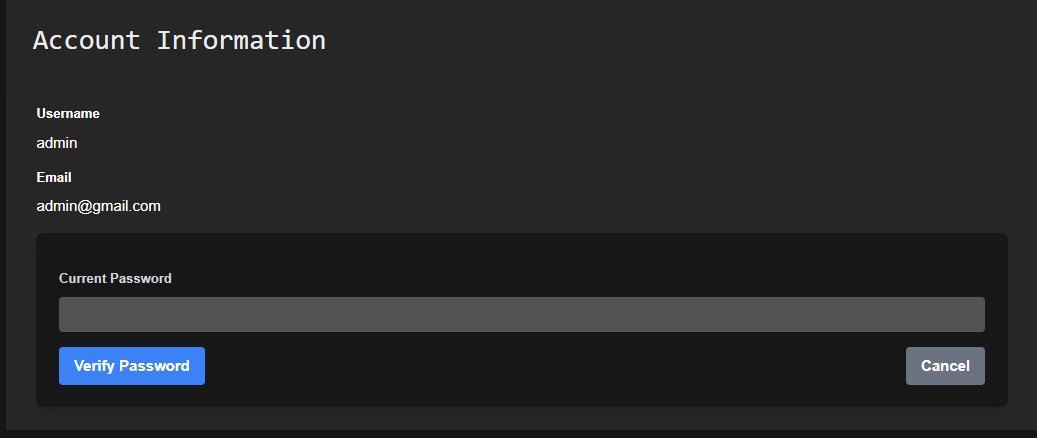 Account Information
Username
admin
Email
admin@gmail.com
Current Password
Verify Password
Cancel